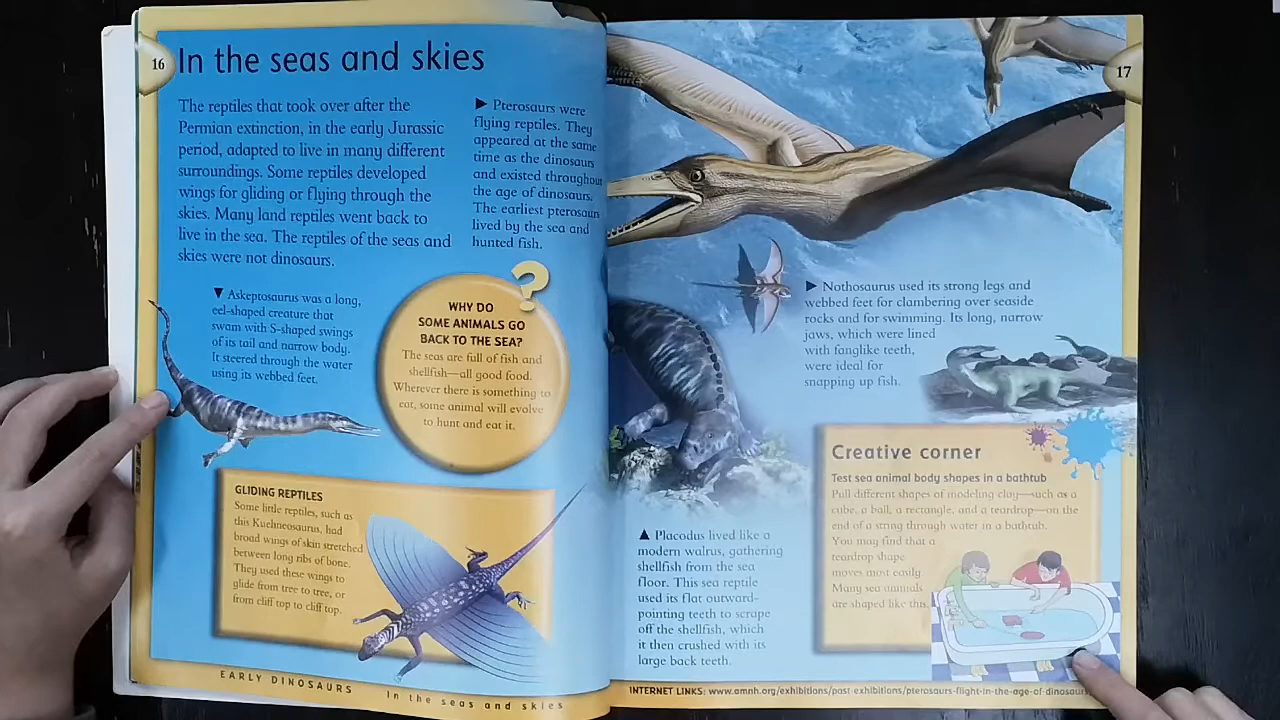 16
In the seas and skies
The reptiles that took over after the
Permian extinction, in the early Jurassic
period, adapted to live in many different
surroundings. Some reptiles developed
wings for gliding or flying through the
skies. Many land reptiles went back to
live in the sea. The reptiles of the seas and
skies were not dinosaurs.
▶ Pterosaurs were
flying reptiles. They
appeared at the same
time as the dinosaurs
and existed throughout
the age of dinosaurs.
The earliest pterosaurs
lived by the sea and
hunted fish.
▼ Askeptosaurus was a long,
eel-shaped creature that
swam with S-shaped swings
of its tail and narrow body.
It steered through the water
using its webbed feet.
?
WHY DO
SOME ANIMALS GO
BACK TO THE SEA?
The seas are full of fish and
shellfish—all good food.
Wherever there is something to
eat, some animal will evolve
to hunt and eat it.
GLIDING REPTILES
Some little reptiles, such as
this Kuehneosaurus, had
broad wings of skin stretched
between long ribs of bone.
They used these wings to
glide from tree to tree, or
from cliff top to cliff top.
EARLY DINOSAURS
In the seas and skies
17
▶ Nothosaurus used its strong legs and
webbed feet for clambering over seaside
rocks and for swimming. Its long, narrow
jaws, which were lined
with fanglike teeth,
were ideal for
snapping up fish.
▲ Placodus lived like a
modern walrus, gathering
shellfish from the sea
floor. This sea reptile
used its flat outward-
pointing teeth to scrape
off the shellfish, which
it then crushed with its
large back teeth.
Creative corner
Test sea animal body shapes in a bathtub
Pull different shapes of modeling clay—such as a
cube, a ball, a rectangle, and a teardrop—on the
end of a string through water in a bathtub.
You may find that a
teardrop shape
moves most easily.
Many sea animals
are shaped like this.
INTERNET LINKS: www.amnh.org/exhibitions/past-exhibitions/pterosaurs-flight-in-the-age-of-dinosaurs